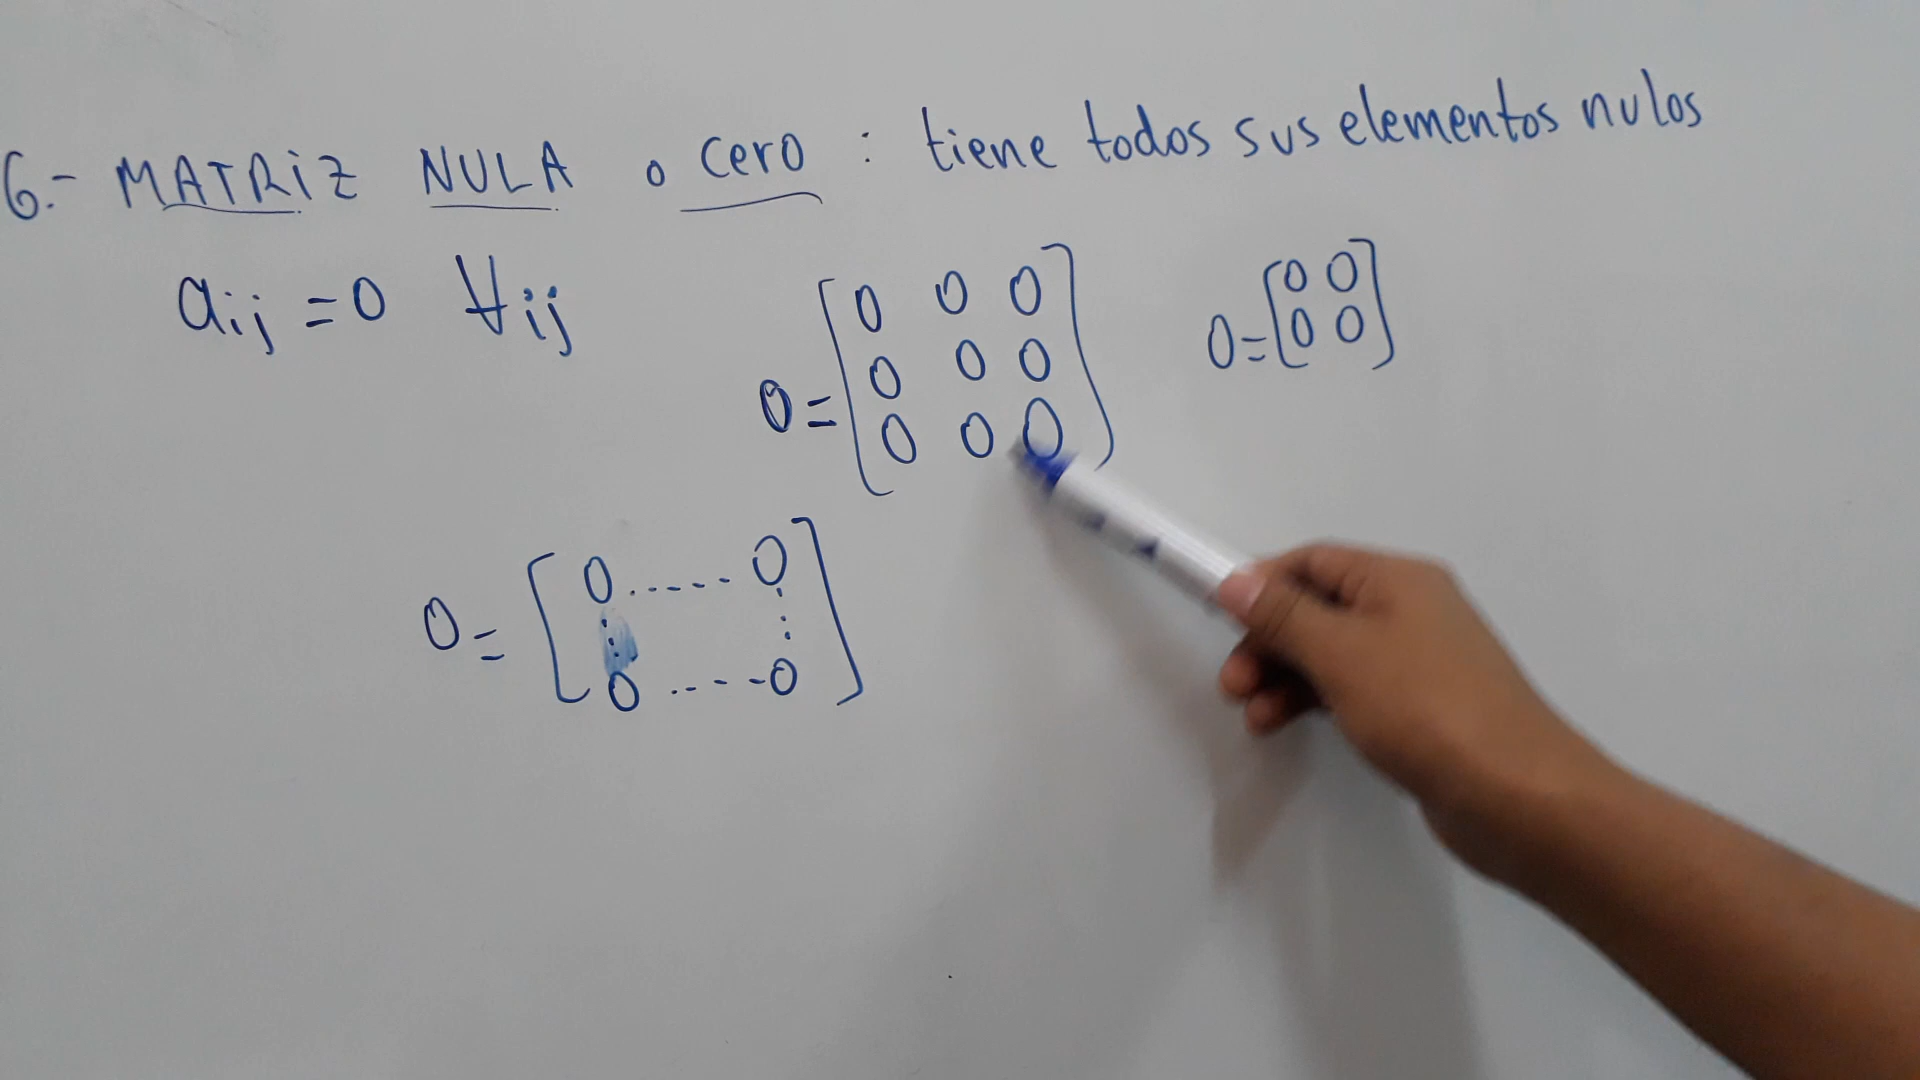 6.- MATRiZ NULA o cero : tiene todos sus elementos nulos
aij = 0 ∀ij
0 = [0 0 0
0 0 0
0 0 0]
0 = [0 0
0 0]
0 = [0 ...... 0
⋮ ⋮
0 ..---0]